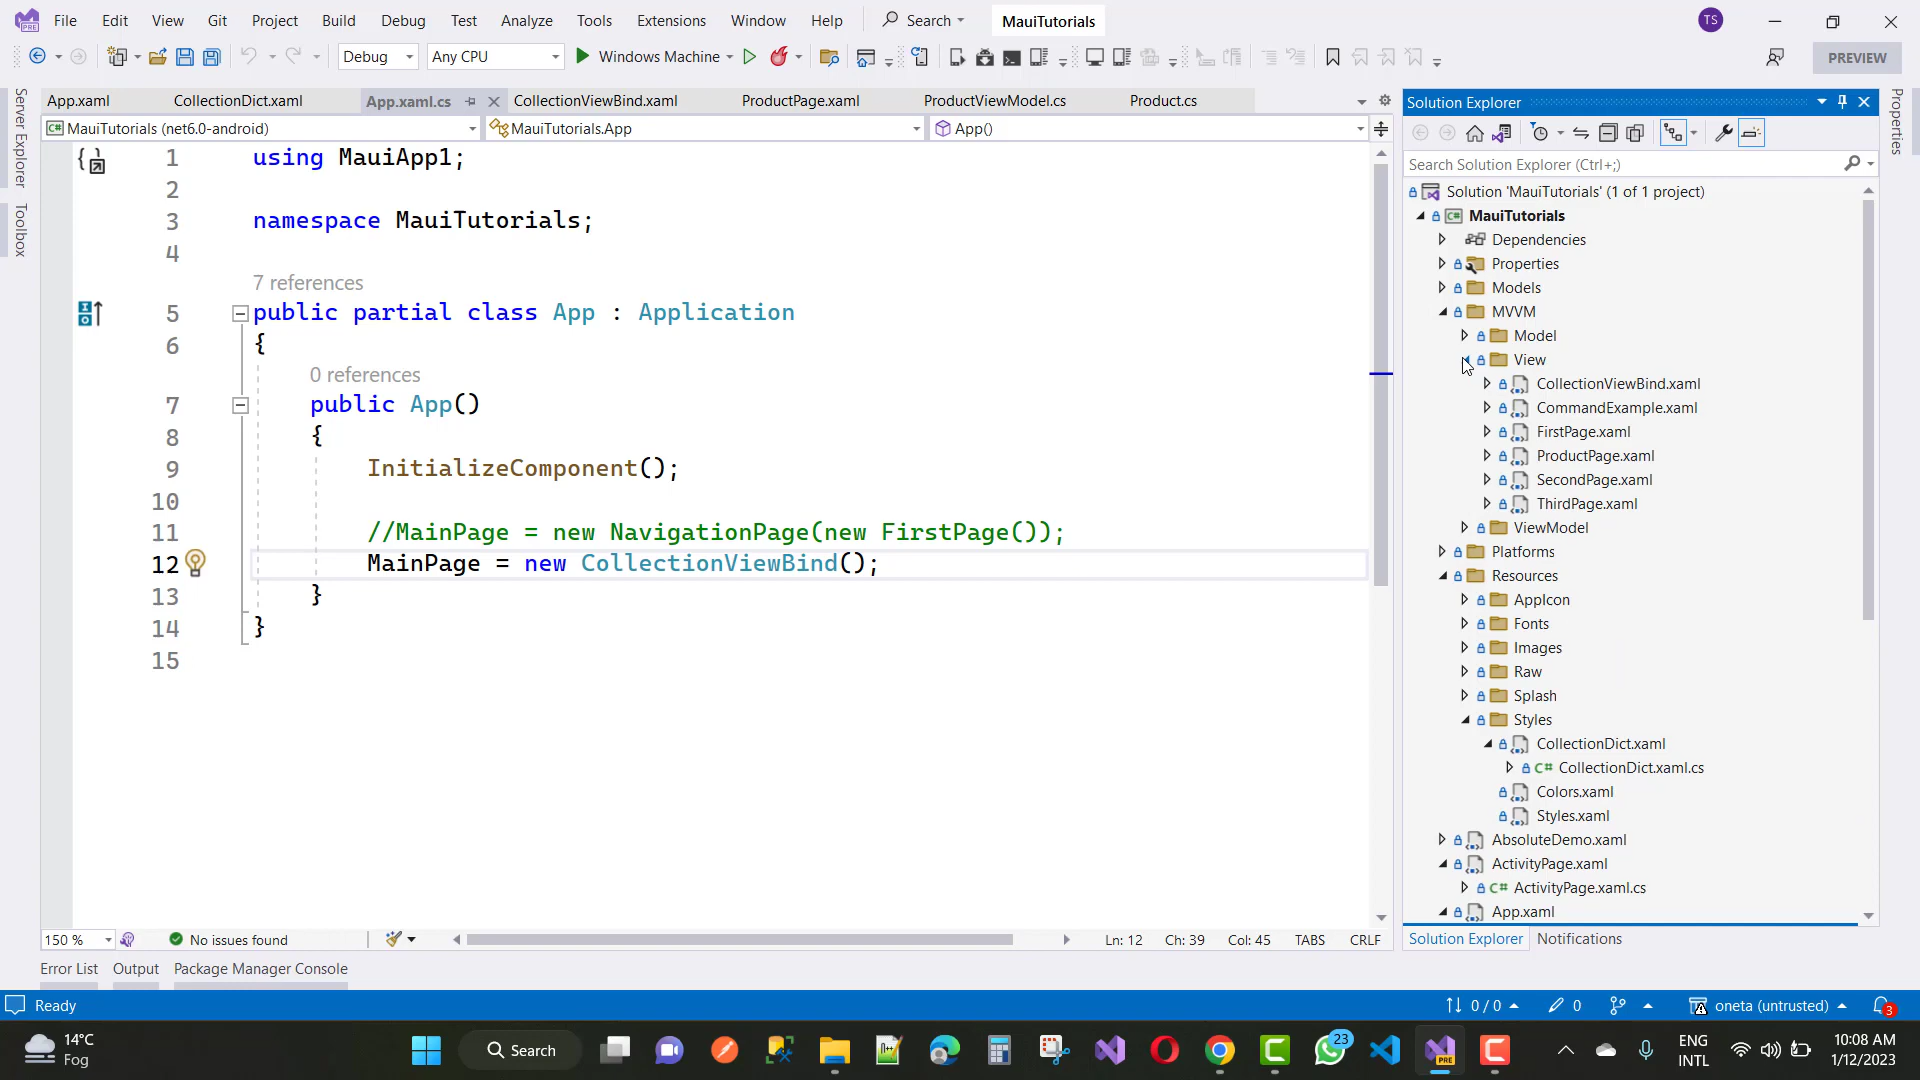 File Edit View Git Project Build Debug Test Analyze Tools Extensions Window Help Search MauiTutorials TS
Debug Any CPU Windows Machine PREVIEW
Server Explorer
Toolbox
App.xaml CollectionDict.xaml App.xaml.cs CollectionViewBind.xaml ProductPage.xaml ProductViewModel.cs Product.cs
MauiTutorials (net6.0-android) MauiTutorials.App App()
1 using MauiApp1;
2
3 namespace MauiTutorials;
4
7 references
5 public partial class App : Application
6 {
0 references
7 public App()
8 {
9 InitializeComponent();
10
11 //MainPage = new NavigationPage(new FirstPage());
12 MainPage = new CollectionViewBind();
13 }
14 }
15
150 % No issues found Ln: 12 Ch: 39 Col: 45 TABS CRLF
Error List Output Package Manager Console
Solution Explorer
Search Solution Explorer (Ctrl+;)
Solution 'MauiTutorials' (1 of 1 project)
MauiTutorials
Dependencies
Properties
Models
MVVM
Model
View
CollectionViewBind.xaml
CommandExample.xaml
FirstPage.xaml
ProductPage.xaml
SecondPage.xaml
ThirdPage.xaml
ViewModel
Platforms
Resources
AppIcon
Fonts
Images
Raw
Splash
Styles
CollectionDict.xaml
CollectionDict.xaml.cs
Colors.xaml
Styles.xaml
AbsoluteDemo.xaml
ActivityPage.xaml
ActivityPage.xaml.cs
App.xaml
Solution Explorer Notifications
Properties
Ready 0 / 0 0 oneta (untrusted) 3
14°C
Fog
Search
23
PRE
ENG
INTL
10:08 AM
1/12/2023